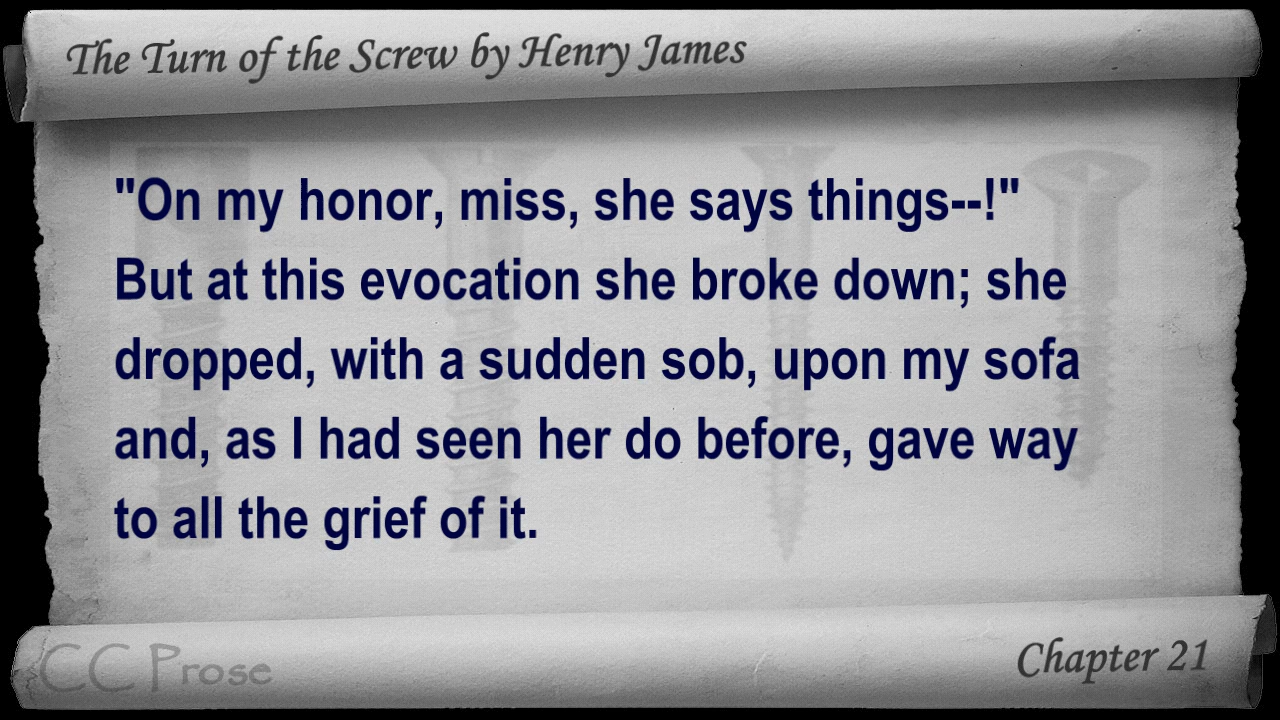 The Turn of the Screw by Henry James
"On my honor, miss, she says things--!"
But at this evocation she broke down; she
dropped, with a sudden sob, upon my sofa
and, as I had seen her do before, gave way
to all the grief of it.
CC Prose
Chapter 21